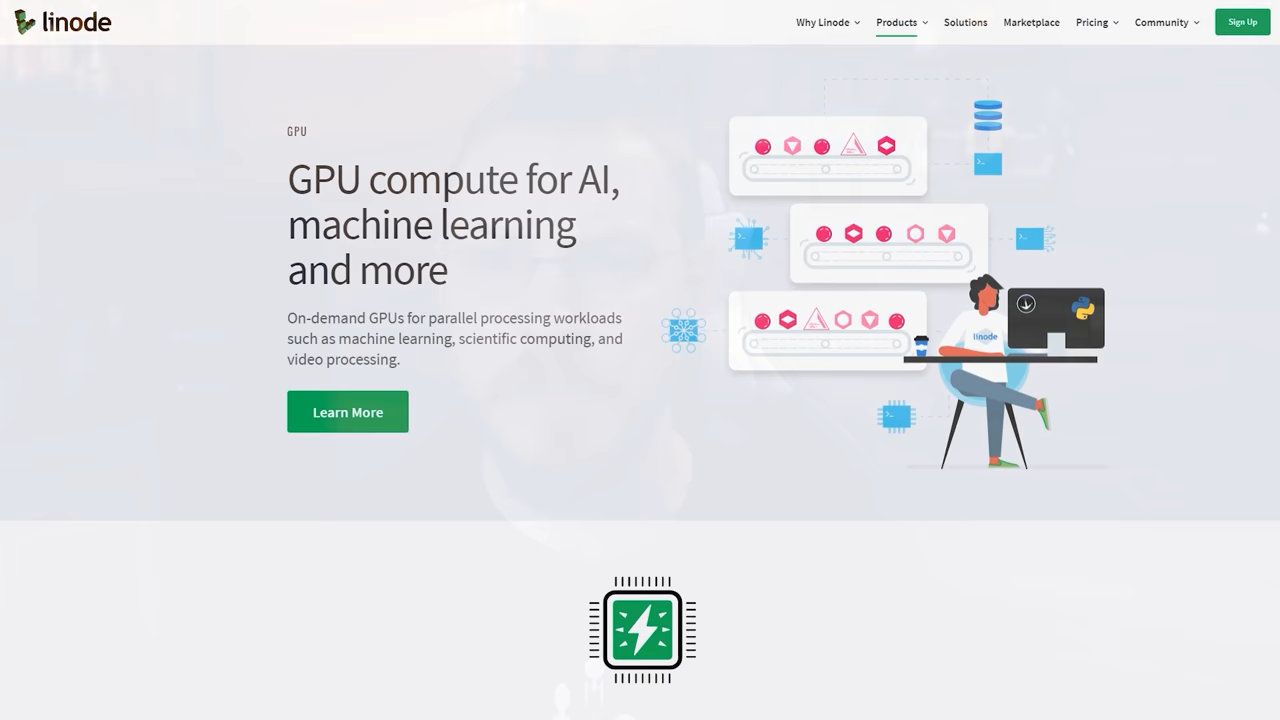 linode
Why Linode
Products
Solutions
Marketplace
Pricing
Community
Sign Up
GPU
GPU compute for AI,
machine learning
and more
On-demand GPUs for parallel processing workloads
such as machine learning, scientific computing, and
video processing.
Learn More
linode